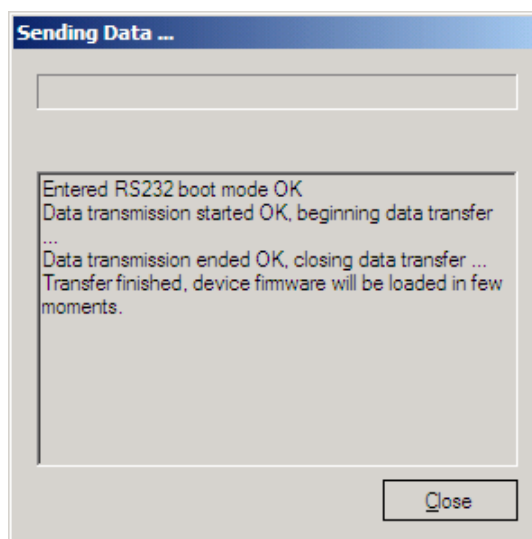 Sending Data ...
Entered RS232 boot mode OK
Data transmission started OK, beginning data transfer
...
Data transmission ended OK, closing data transfer ...
Transfer finished, device firmware will be loaded in few
moments.
Close